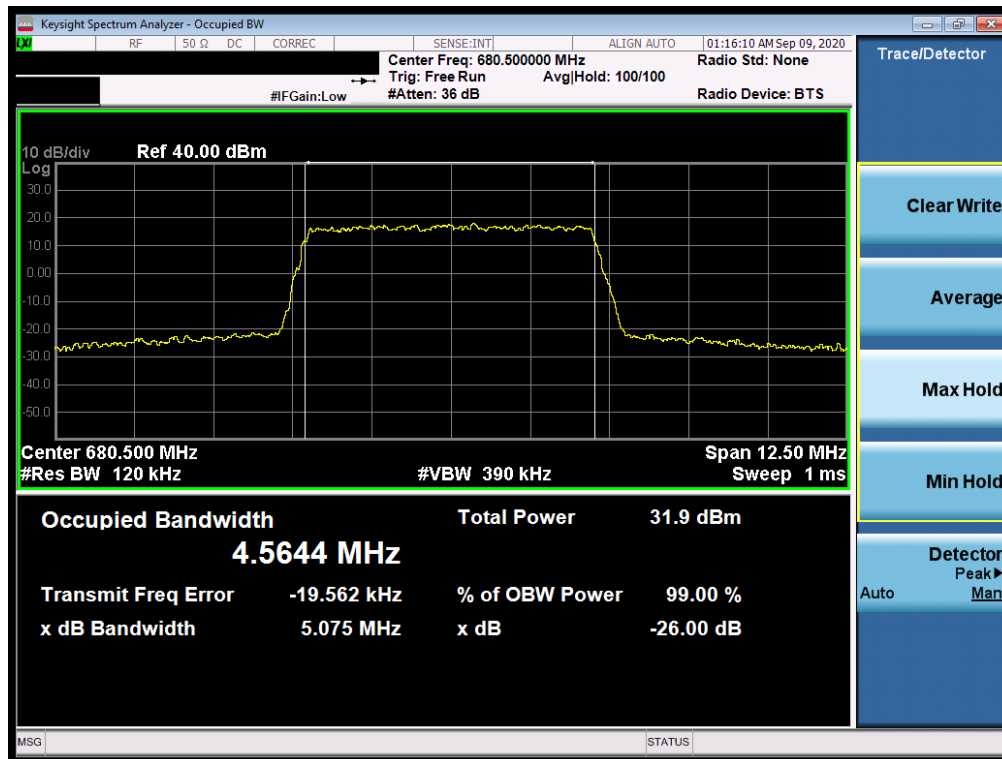 Keysight Spectrum Analyzer - Occupied BW
LXI RF 50 Ω DC CORREC SENSE:INT ALIGN AUTO 01:16:10 AM Sep 09, 2020
Center Freq: 680.500000 MHz Radio Std: None
Trig: Free Run Avg|Hold: 100/100
#IFGain:Low #Atten: 36 dB Radio Device: BTS
10 dB/div Ref 40.00 dBm
Log
30.0
20.0
10.0
0.00
-10.0
-20.0
-30.0
-40.0
-50.0
Center 680.500 MHz Span 12.50 MHz
#Res BW 120 kHz #VBW 390 kHz Sweep 1 ms
Occupied Bandwidth Total Power 31.9 dBm
4.5644 MHz
Transmit Freq Error -19.562 kHz % of OBW Power 99.00 %
x dB Bandwidth 5.075 MHz x dB -26.00 dB
Trace/Detector
Clear Write
Average
Max Hold
Min Hold
Detector
Peak▶
Auto Man
MSG STATUS